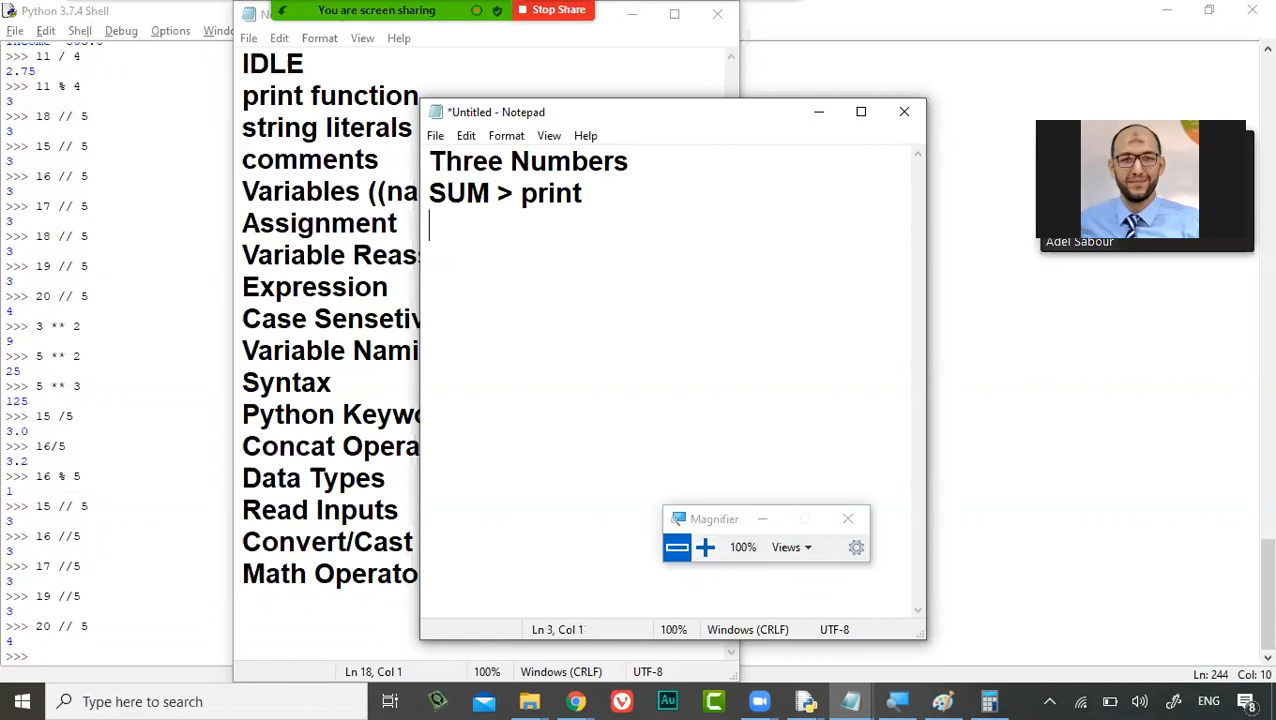 Python 3.7.4 Shell
File Edit Shell Debug Options Windo
>>> 11 / 4
2.75
>>> 11 % 4
3
>>> 18 // 5
3
>>> 15 // 5
3
>>> 16 // 5
3
>>> 17 // 5
3
>>> 18 // 5
3
>>> 19 // 5
3
>>> 20 // 5
4
>>> 3 ** 2
9
>>> 5 ** 2
25
>>> 5 ** 3
125
>>> 15 /5
3.0
>>> 16/5
3.2
>>> 16 % 5
1
>>> 15 // 5
3
>>> 16 //5
3
>>> 17 //5
3
>>> 19 //5
3
>>> 20 // 5
4
>>>
You are screen sharing
Stop Share
File Edit Format View Help
IDLE
print function
string literals
comments
Variables ((na
Assignment
Variable Reas
Expression
Case Sensetiv
Variable Nami
Syntax
Python Keywo
Concat Opera
Data Types
Read Inputs
Convert/Cast
Math Operato
Ln 18, Col 1 100% Windows (CRLF) UTF-8
*Untitled - Notepad
File Edit Format View Help
Three Numbers
SUM > print
Ln 3, Col 1 100% Windows (CRLF) UTF-8
Magnifier
100% Views
Adel Sabour
Ln: 244 Col: 10
Type here to search
Au
ENG
8